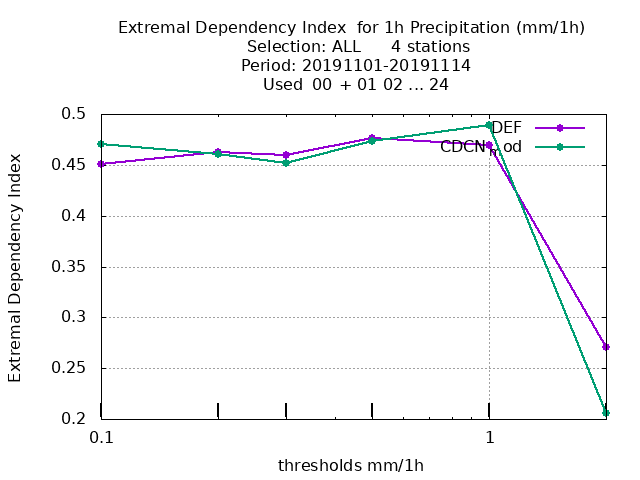 Extremal Dependency Index  for 1h Precipitation (mm/1h)
Selection: ALL      4 stations
Period: 20191101-20191114
Used  00  + 01 02 ... 24
0.5
0.45
0.4
0.35
0.3
0.25
0.2
Extremal Dependency Index
DEF
CDCN_mod
0.1
1
thresholds mm/1h